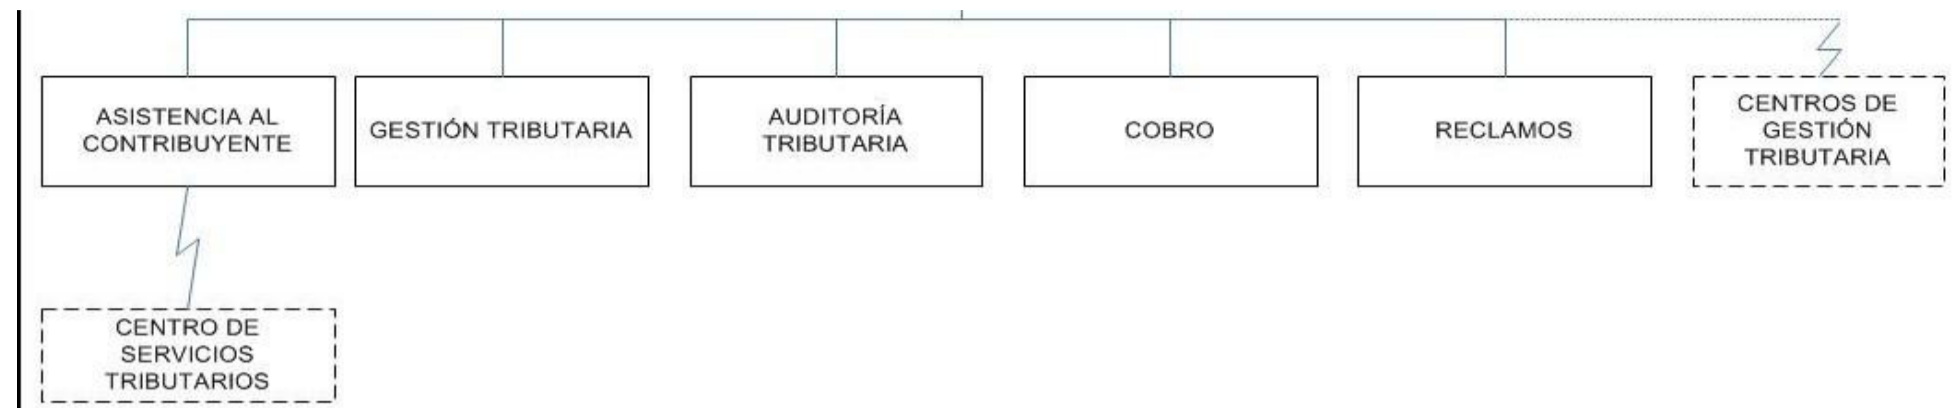 ASISTENCIA AL
CONTRIBUYENTE
GESTIÓN TRIBUTARIA
AUDITORÍA
TRIBUTARIA
COBRO
RECLAMOS
CENTROS DE
GESTIÓN
TRIBUTARIA
CENTRO DE
SERVICIOS
TRIBUTARIOS